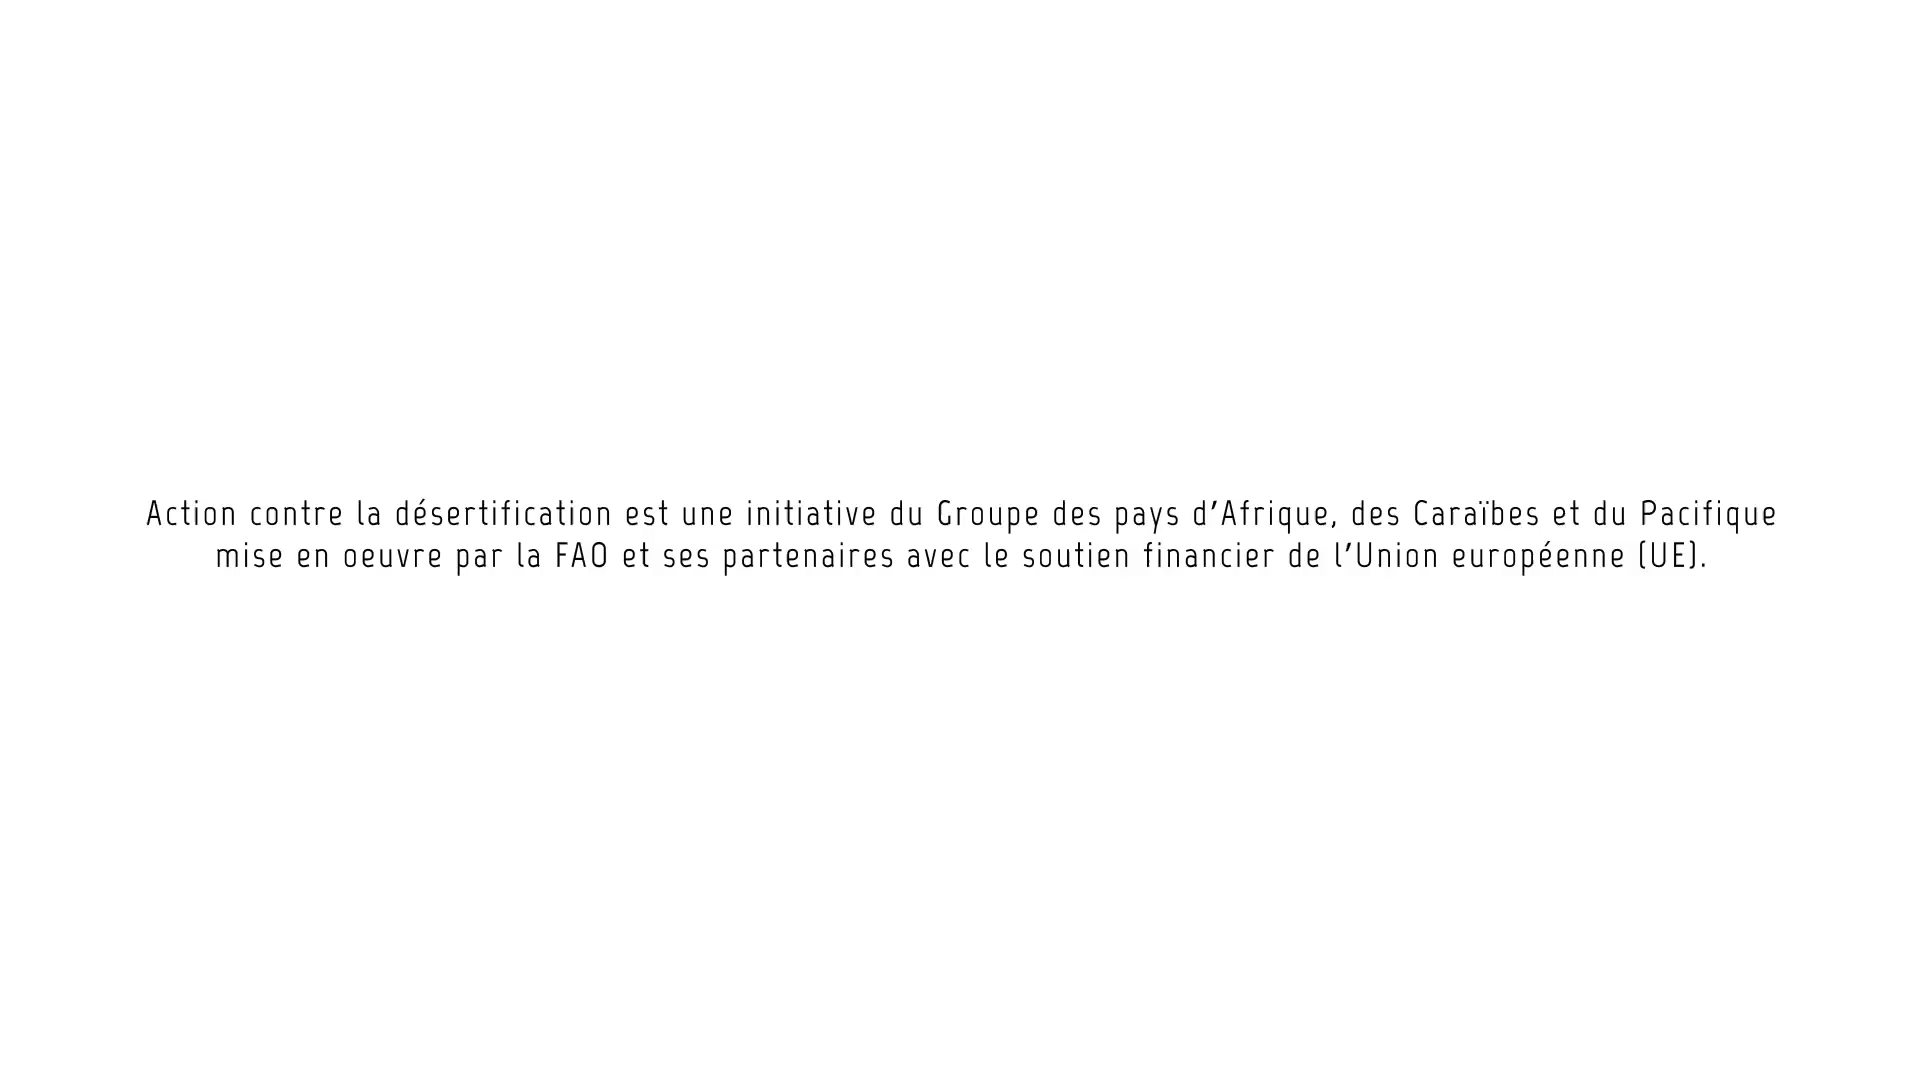 Action contre la désertification est une initiative du Groupe des pays d'Afrique, des Caraïbes et du Pacifique
mise en oeuvre par la FAO et ses partenaires avec le soutien financier de l'Union européenne (UE).